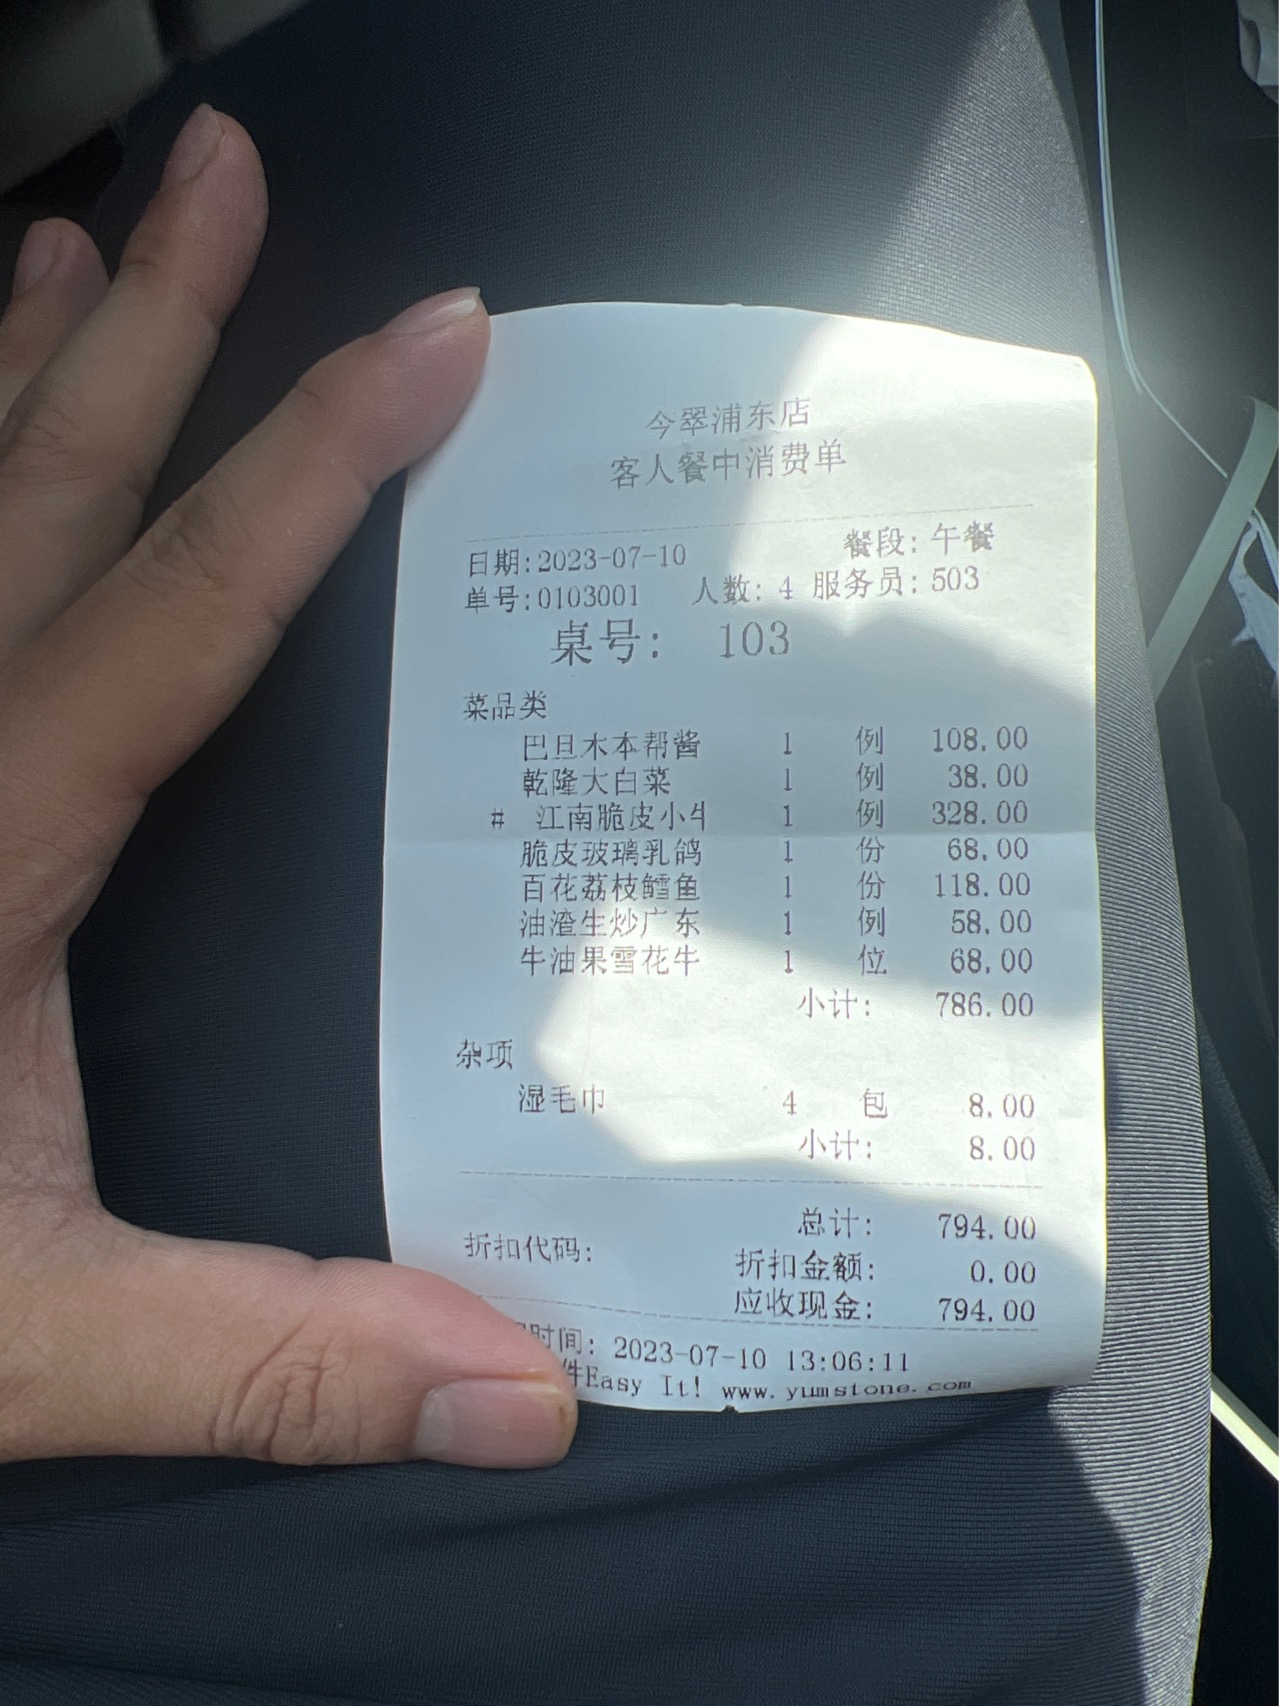 今翠浦东店
客人餐中消费单
餐段: 午餐
日期:2023-07-10
单号:0103001 人数: 4 服务员: 503
桌号: 103
菜品类
巴旦木本帮酱 1 例 108.00
乾隆大白菜 1 例 38.00
# 江南脆皮小牛 1 例 328.00
脆皮玻璃乳鸽 1 份 68.00
百花荔枝鳕鱼 1 份 118.00
油渣生炒广东 1 例 58.00
牛油果雪花牛 1 位 68.00
小计: 786.00
杂项
湿毛巾 4 包 8.00
小计: 8.00
总计: 794.00
折扣代码: 折扣金额: 0.00
应收现金: 794.00
时间: 2023-07-10 13:06:11
件Easy It! www.yumstone.com